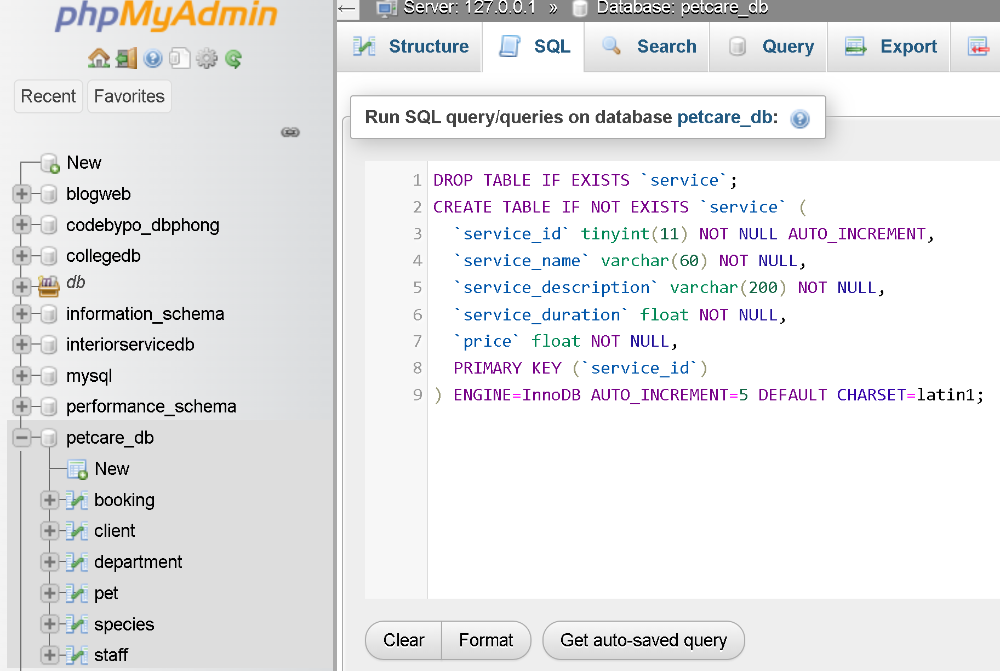 phpMyAdmin
Recent
Favorites
New
blogweb
codebypo_dbphong
collegedb
db
information_schema
interiorservicedb
mysql
performance_schema
petcare_db
New
booking
client
department
pet
species
staff
Server: 127.0.0.1 » Database: petcare_db
Structure
SQL
Search
Query
Export
Run SQL query/queries on database petcare_db:
1 DROP TABLE IF EXISTS `service`;
2 CREATE TABLE IF NOT EXISTS `service` (
3 `service_id` tinyint(11) NOT NULL AUTO_INCREMENT,
4 `service_name` varchar(60) NOT NULL,
5 `service_description` varchar(200) NOT NULL,
6 `service_duration` float NOT NULL,
7 `price` float NOT NULL,
8 PRIMARY KEY (`service_id`)
9 ) ENGINE=InnoDB AUTO_INCREMENT=5 DEFAULT CHARSET=latin1;
Clear
Format
Get auto-saved query